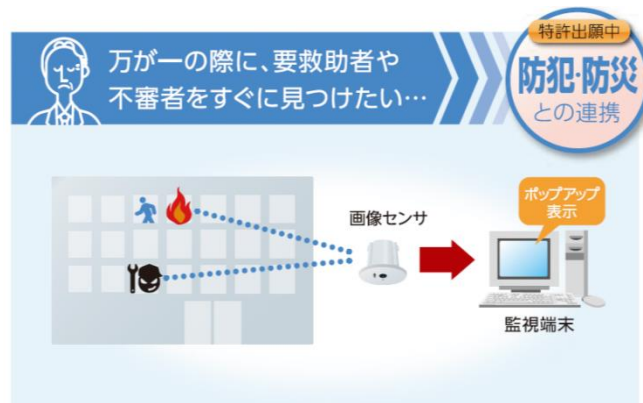 万が一の際に、要救助者や
不審者をすぐに見つけたい…
特許出願中
防犯・防災
との連携
画像センサ
ポップアップ
表示
監視端末